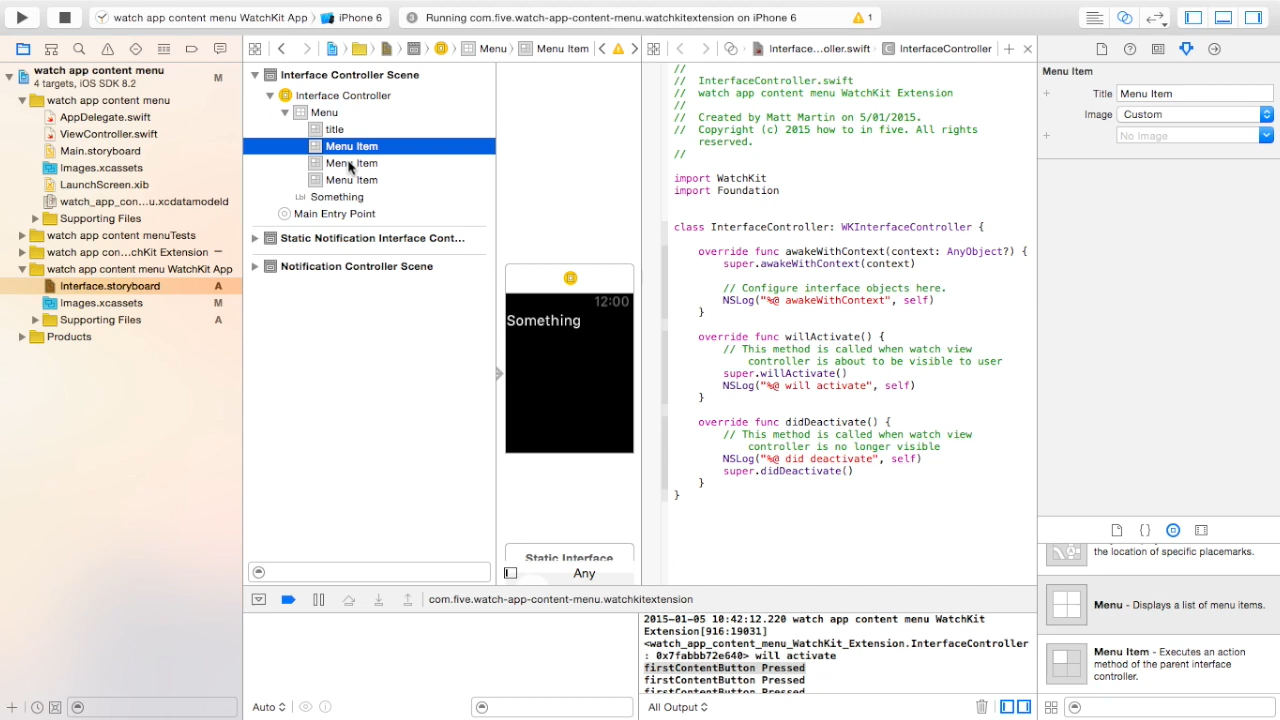 watch app content menu WatchKit App
iPhone 6
3
Running com.five.watch-app-content-menu.watchkitextension on iPhone 6
1
Menu
Menu Item
Interface...oller.swift
InterfaceController
watch app content menu
M
4 targets, iOS SDK 8.2
watch app content menu
AppDelegate.swift
ViewController.swift
Main.storyboard
Images.xcassets
LaunchScreen.xib
watch_app_con...u.xcdatamodeld
Supporting Files
watch app content menuTests
watch app con...chKit Extension
watch app content menu WatchKit App
Interface.storyboard
A
Images.xcassets
M
Supporting Files
A
Products
Interface Controller Scene
Interface Controller
Menu
title
Menu Item
Menu Item
Menu Item
Lbl
Something
Main Entry Point
Static Notification Interface Cont...
Notification Controller Scene
12:00
Something
Static Interface
Any
//
// InterfaceController.swift
// watch app content menu WatchKit Extension
//
// Created by Matt Martin on 5/01/2015.
// Copyright (c) 2015 how to in five. All rights
reserved.
//
import WatchKit
import Foundation
class InterfaceController: WKInterfaceController {
override func awakeWithContext(context: AnyObject?) {
super.awakeWithContext(context)
// Configure interface objects here.
NSLog("%@ awakeWithContext", self)
}
override func willActivate() {
// This method is called when watch view
controller is about to be visible to user
super.willActivate()
NSLog("%@ will activate", self)
}
override func didDeactivate() {
// This method is called when watch view
controller is no longer visible
NSLog("%@ did deactivate", self)
super.didDeactivate()
}
}
Menu Item
Title
Menu Item
Image
Custom
No Image
the location of specific placemarks.
Menu - Displays a list of menu items.
Menu Item - Executes an action
method of the parent interface
controller.
com.five.watch-app-content-menu.watchkitextension
2015-01-05 10:42:12.220 watch app content menu WatchKit
Extension[916:19031]
<watch_app_content_menu_WatchKit_Extension.InterfaceController
: 0x7fabbb72e640> will activate
firstContentButton Pressed
firstContentButton Pressed
firstContentButton Pressed
Auto
All Output